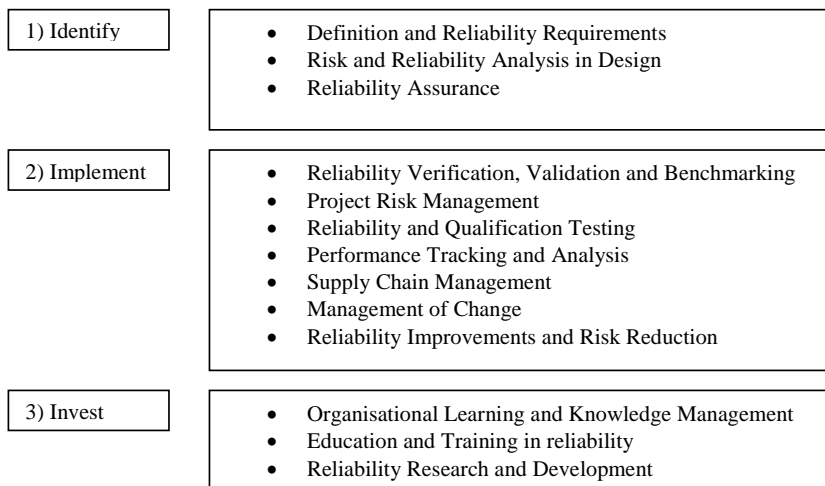 1) Identify
• Definition and Reliability Requirements
• Risk and Reliability Analysis in Design
• Reliability Assurance
2) Implement
• Reliability Verification, Validation and Benchmarking
• Project Risk Management
• Reliability and Qualification Testing
• Performance Tracking and Analysis
• Supply Chain Management
• Management of Change
• Reliability Improvements and Risk Reduction
3) Invest
• Organisational Learning and Knowledge Management
• Education and Training in reliability
• Reliability Research and Development